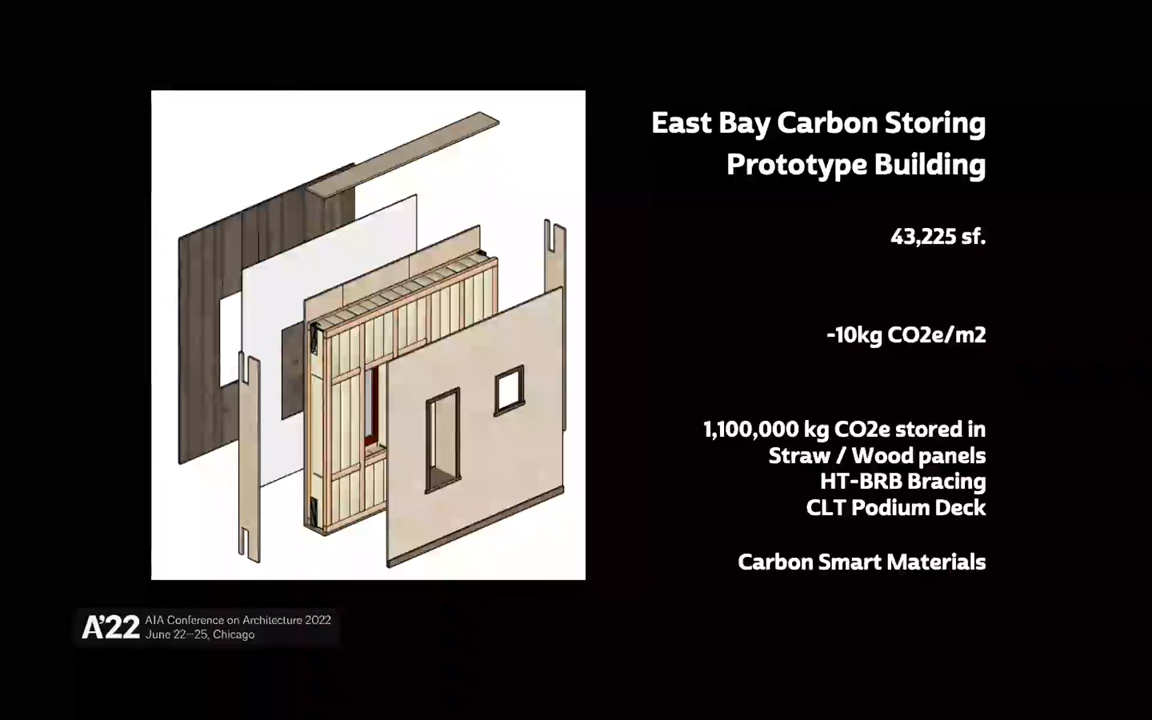 East Bay Carbon Storing
Prototype Building
43,225 sf.
-10kg CO2e/m2
1,100,000 kg CO2e stored in
Straw / Wood panels
HT-BRB Bracing
CLT Podium Deck
Carbon Smart Materials
A'22
AIA Conference on Architecture 2022
June 22–25, Chicago